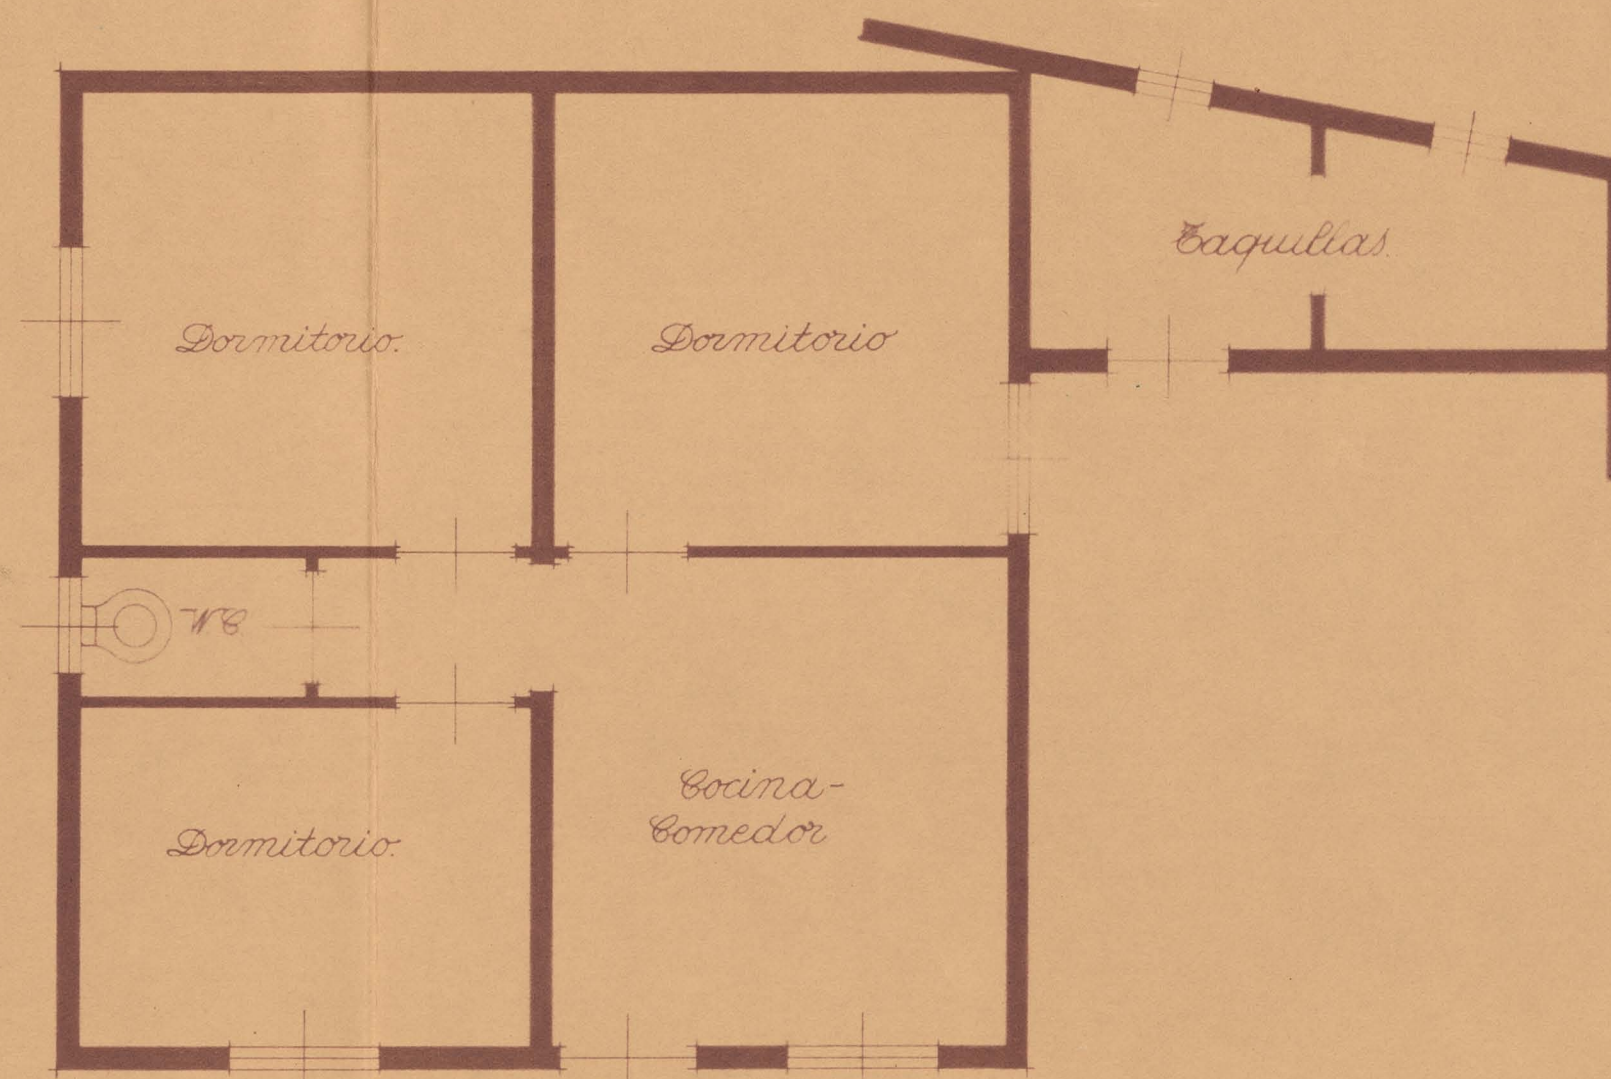 Taquillas.
Dormitorio.
Dormitorio
WC
Cocina-
Comedor
Dormitorio.